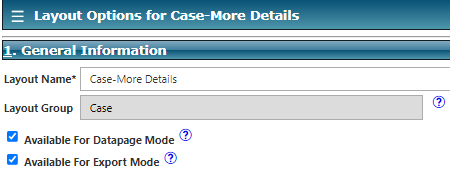 Layout Options for Case-More Details
1. General Information
Layout Name* Case-More Details
Layout Group Case ?
Available For Datapage Mode ?
Available For Export Mode ?